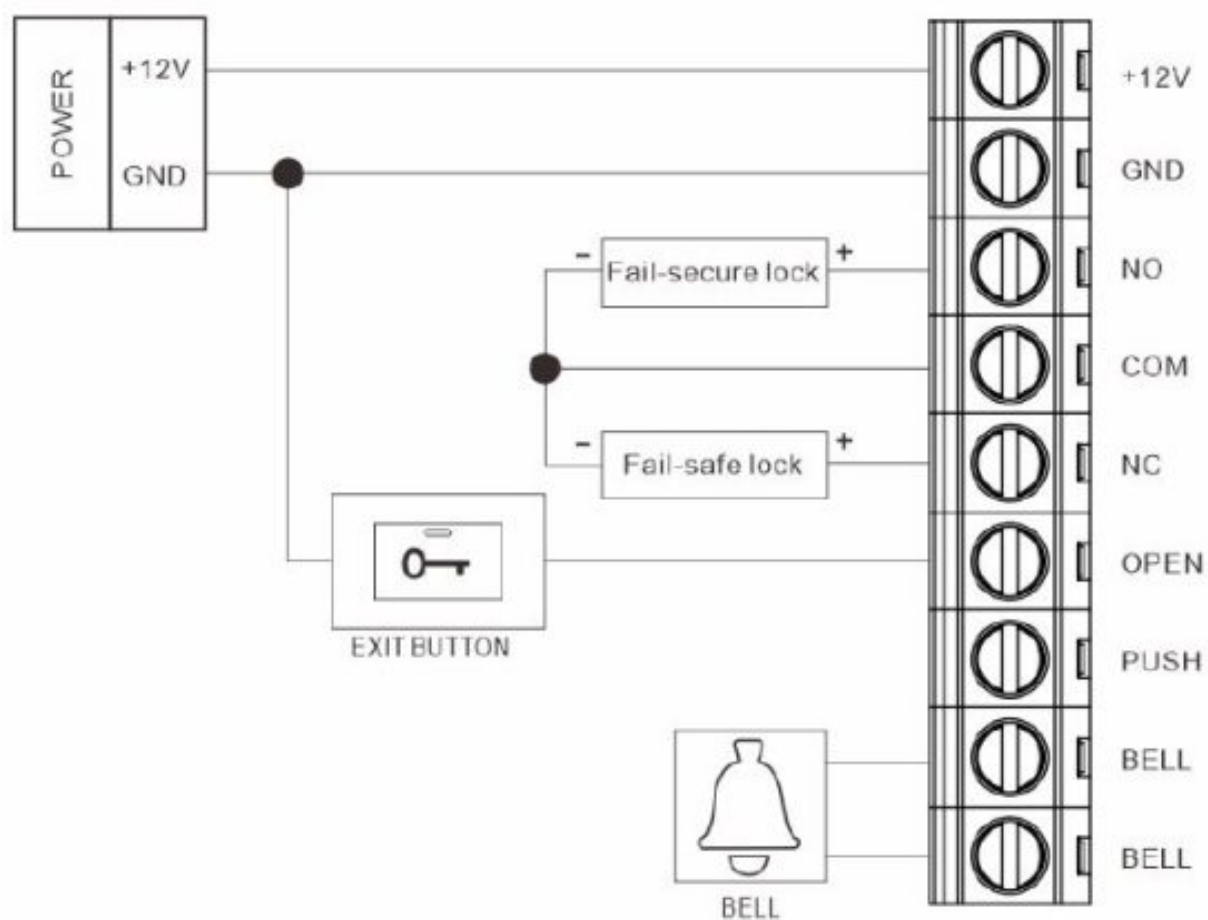 POWER
+12V
GND
- Fail-secure lock +
- Fail-safe lock +
EXIT BUTTON
BELL
+12V
GND
NO
COM
NC
OPEN
PUSH
BELL
BELL